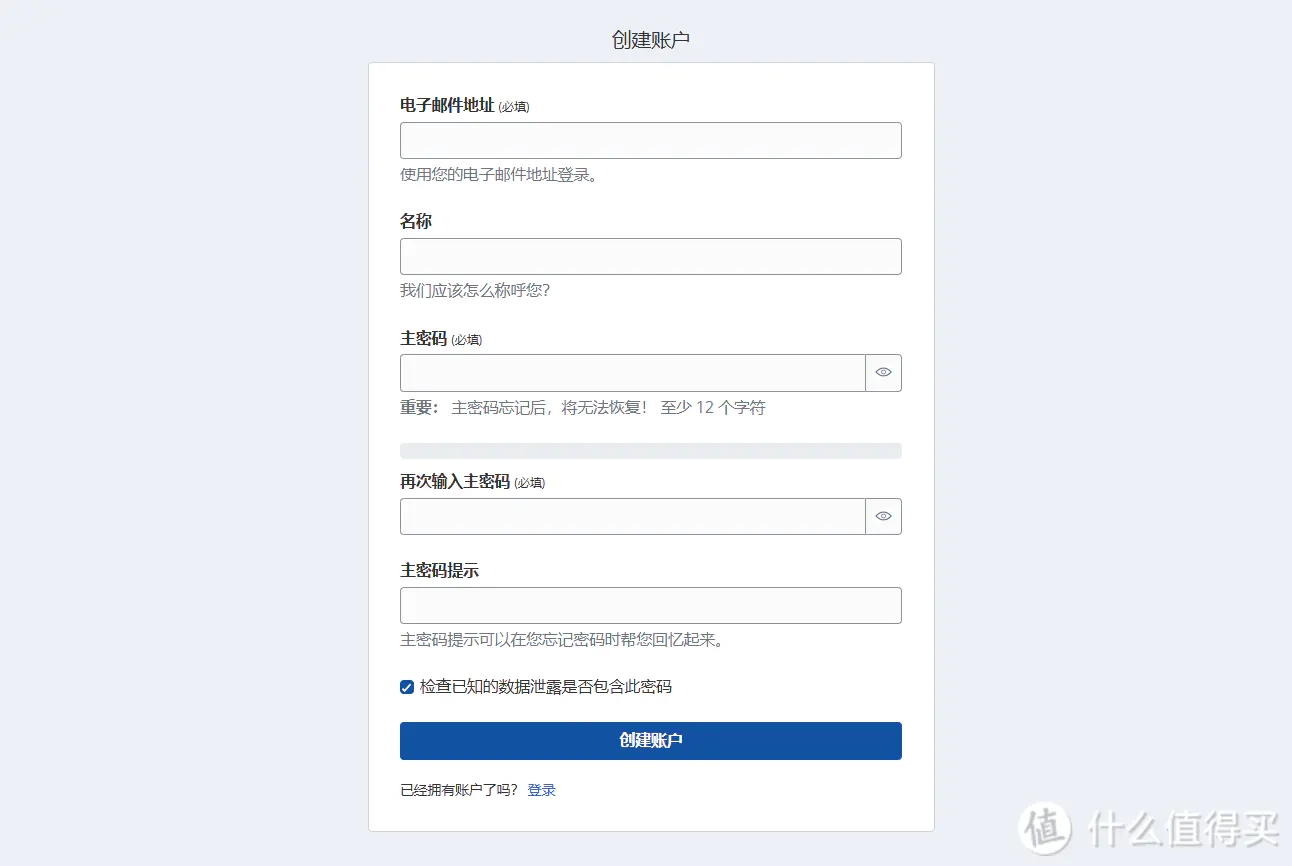 创建账户
电子邮件地址 (必填)
使用您的电子邮件地址登录。
名称
我们应该怎么称呼您?
主密码 (必填)
重要: 主密码忘记后，将无法恢复! 至少 12 个字符
再次输入主密码 (必填)
主密码提示
主密码提示可以在您忘记密码时帮您回忆起来。
检查已知的数据泄露是否包含此密码
创建账户
已经拥有账户了吗? 登录
值 什么值得买